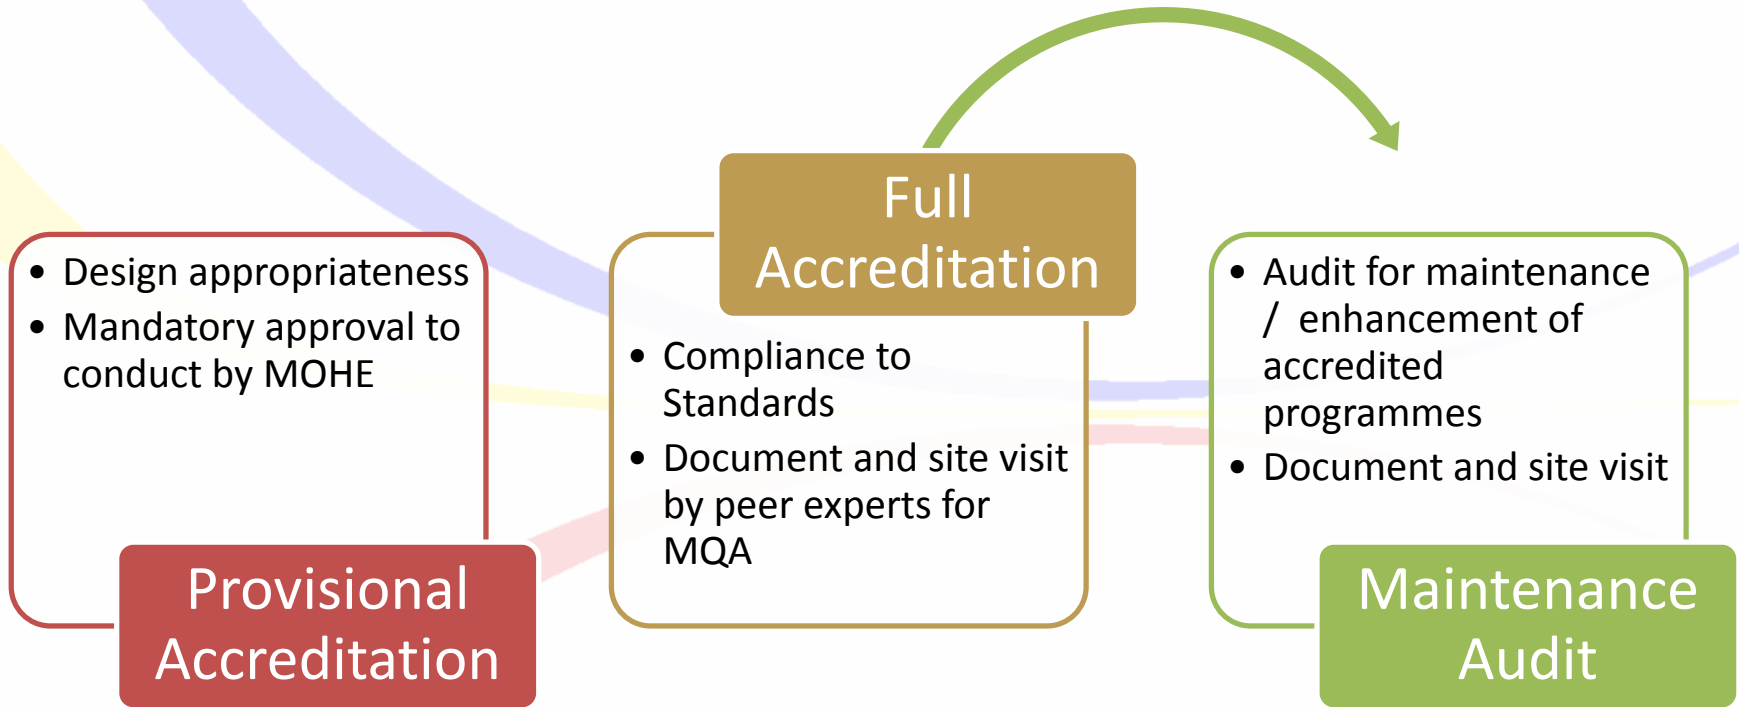 • Design appropriateness
• Mandatory approval to
conduct by MOHE
Provisional
Accreditation
Full
Accreditation
• Compliance to
Standards
• Document and site visit
by peer experts for
MQA
• Audit for maintenance
/ enhancement of
accredited
programmes
• Document and site visit
Maintenance
Audit